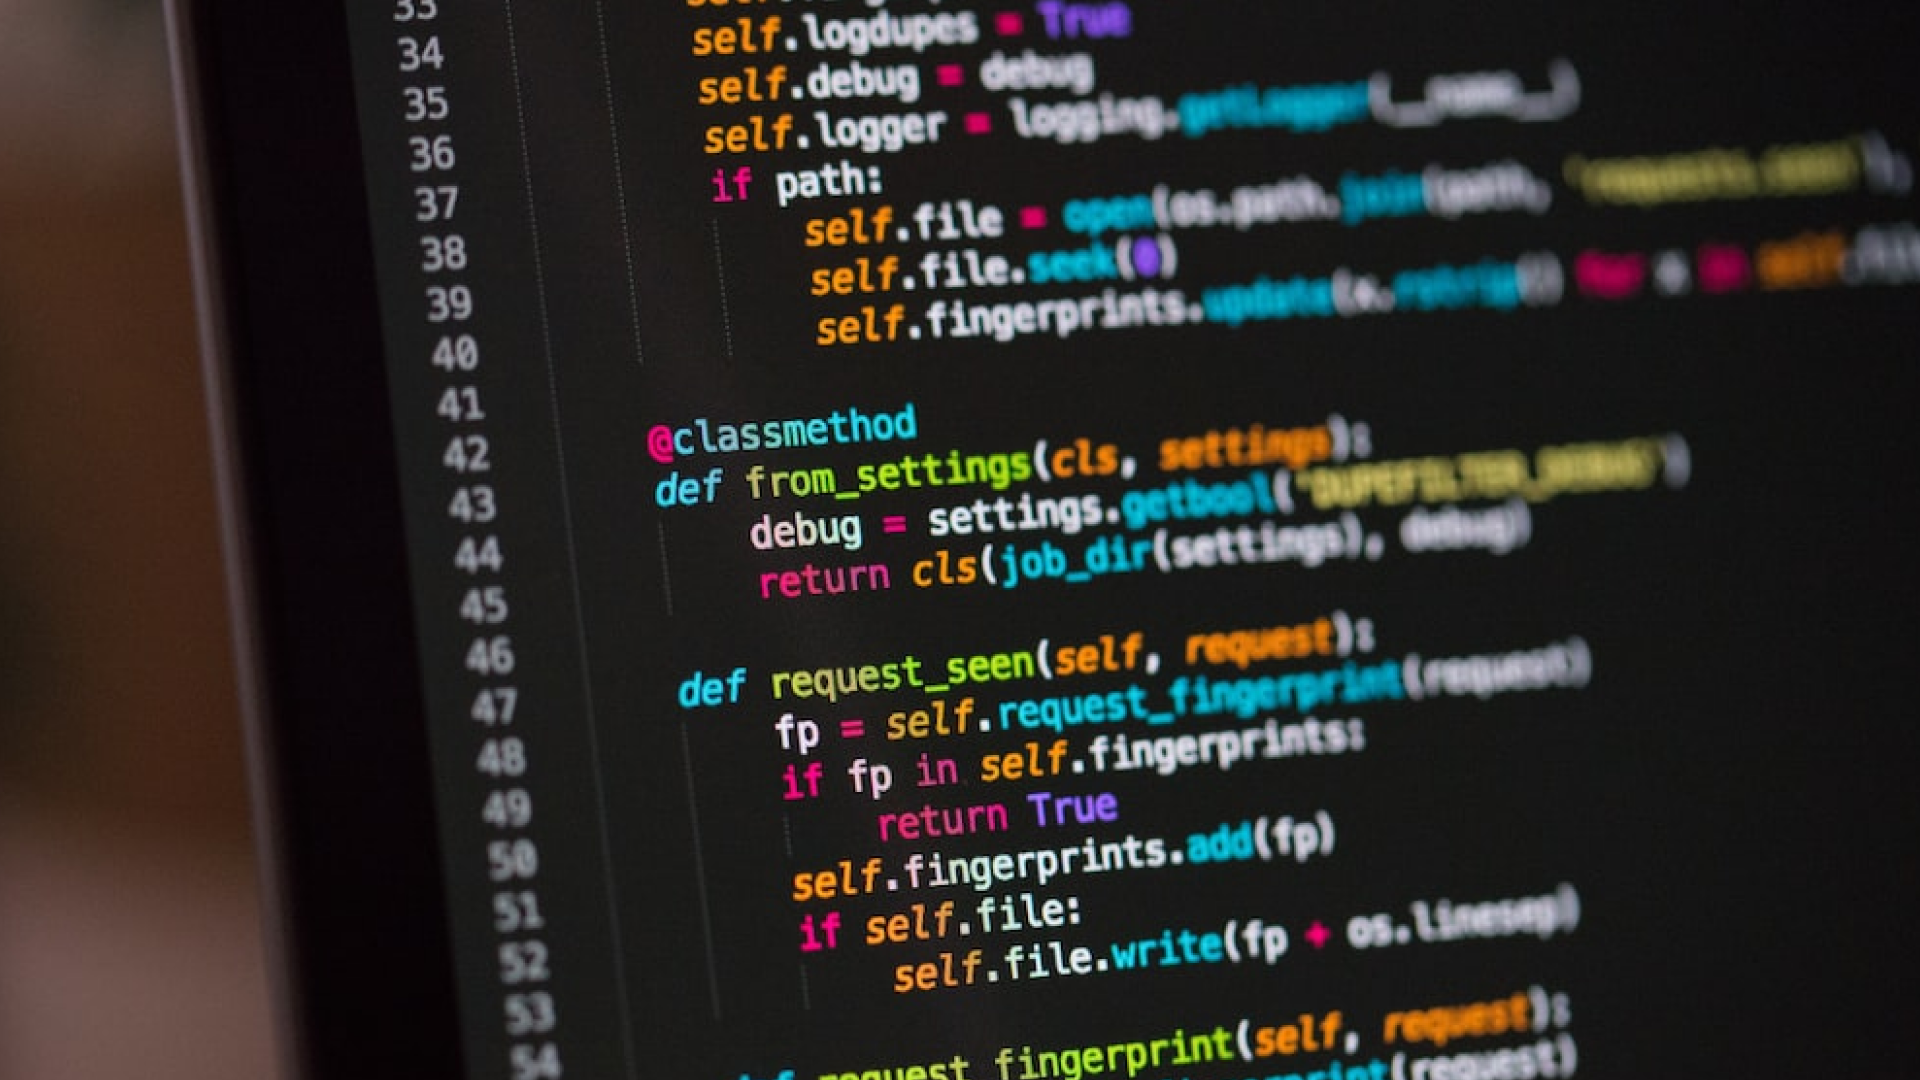 33
34 self.logdupes = True
35 self.debug = debug
36 self.logger = logging.getLogger(__name__)
37 if path:
38 self.file = open(os.path.join(path, 'requests.seen'),
39 self.file.seek(0)
40 self.fingerprints.update(x.rstrip() for x in self.file
41
42 @classmethod
43 def from_settings(cls, settings):
44 debug = settings.getbool('DUPEFILTER_DEBUG')
45 return cls(job_dir(settings), debug)
46
47 def request_seen(self, request):
48 fp = self.request_fingerprint(request)
49 if fp in self.fingerprints:
50 return True
51 self.fingerprints.add(fp)
52 if self.file:
53 self.file.write(fp + os.linesep)
54
def request_fingerprint(self, request):
(request)